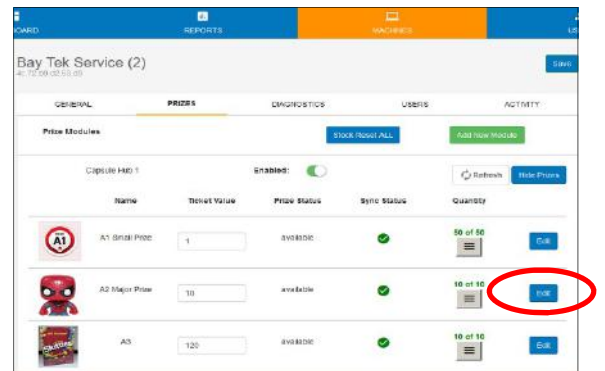 OARD REPORTS MACHINES US
Bay Tek Service (2) Save
GENERAL PRIZES DIAGNOSTICS USERS ACTIVITY
Prize Modules Stock Reset ALL Add New Module
Capsule Hub 1 Enabled: Refresh Hide Prizes
Name Ticket Value Prize Status Sync Status Quantity
A1 A1 Small Prize 1 available 50 of 50 Edit
A2 Major Prize 10 available 10 of 10 Edit
Skittles A3 120 available 10 of 10 Edit